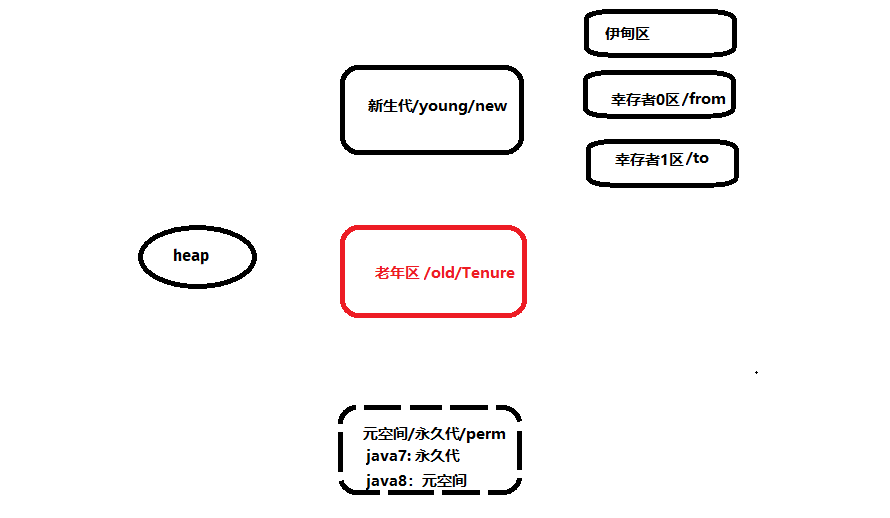 伊甸区
新生代/young/new
幸存者0区/from
幸存者1区/to
heap
老年区 /old/Tenure
元空间/永久代/perm
java7: 永久代
java8：元空间